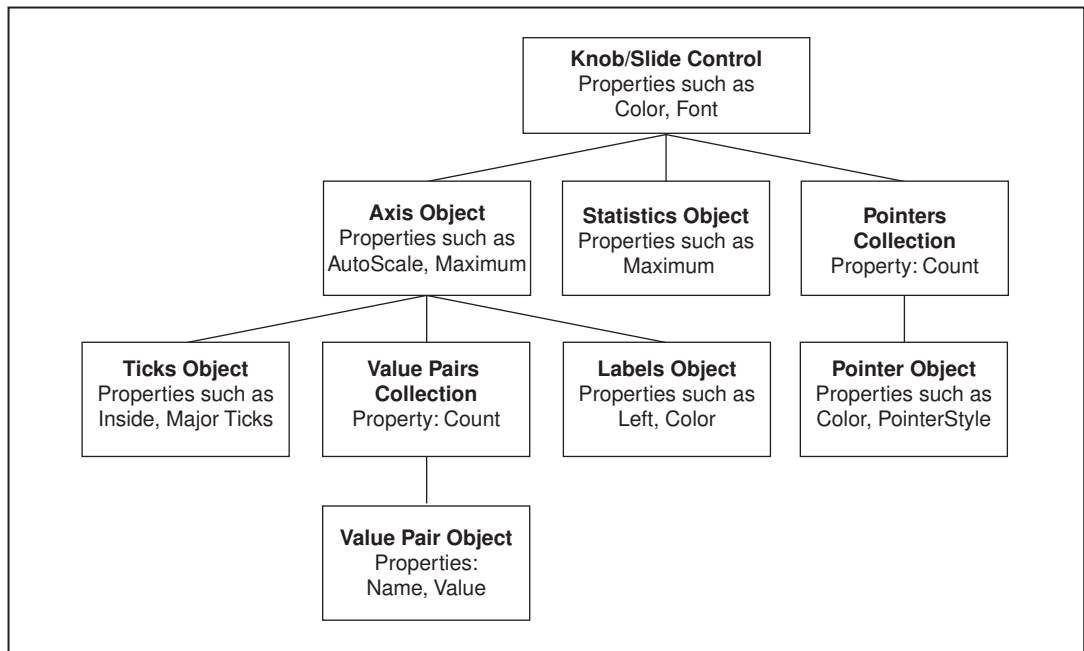 Knob/Slide Control
Properties such as
Color, Font
Axis Object
Properties such as
AutoScale, Maximum
Statistics Object
Properties such as
Maximum
Pointers
Collection
Property: Count
Ticks Object
Properties such as
Inside, Major Ticks
Value Pairs
Collection
Property: Count
Labels Object
Properties such as
Left, Color
Pointer Object
Properties such as
Color, PointerStyle
Value Pair Object
Properties:
Name, Value